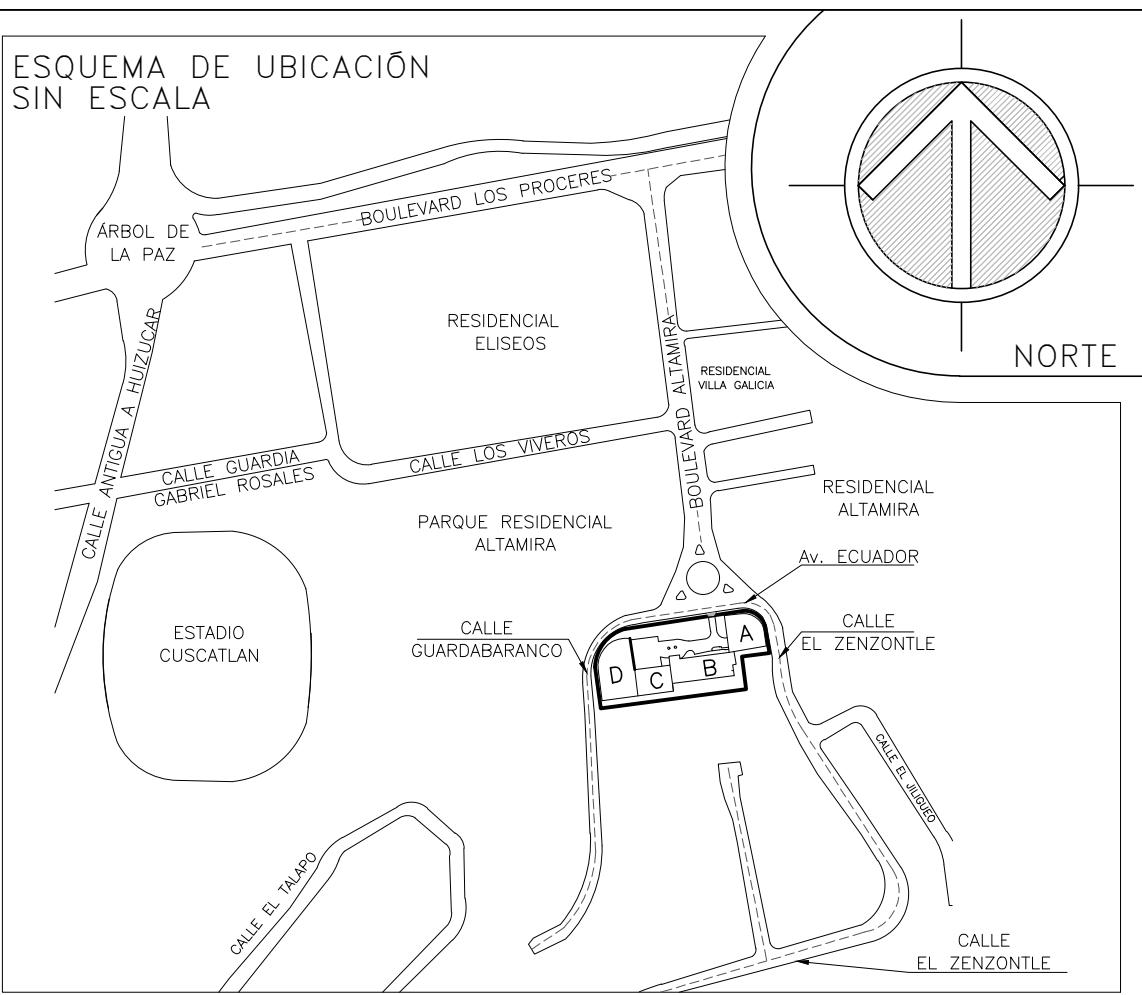 ESQUEMA DE UBICACIÓN
SIN ESCALA
NORTE
BOULEVARD LOS PROCERES
ÁRBOL DE
LA PAZ
RESIDENCIAL
ELISEOS
BOULEVARD ALTAMIRA
RESIDENCIAL
VILLA GALICIA
CALLE ANTIGUA A HUIZUCAR
CALLE LOS VIVEROS
CALLE GUARDIA
GABRIEL ROSALES
RESIDENCIAL
ALTAMIRA
PARQUE RESIDENCIAL
ALTAMIRA
Av. ECUADOR
ESTADIO
CUSCATLAN
CALLE
GUARDABARANCO
CALLE
EL ZENZONTLE
A
B
C
D
CALLE EL JILIGUEO
CALLE EL TALAPO
CALLE
EL ZENZONTLE